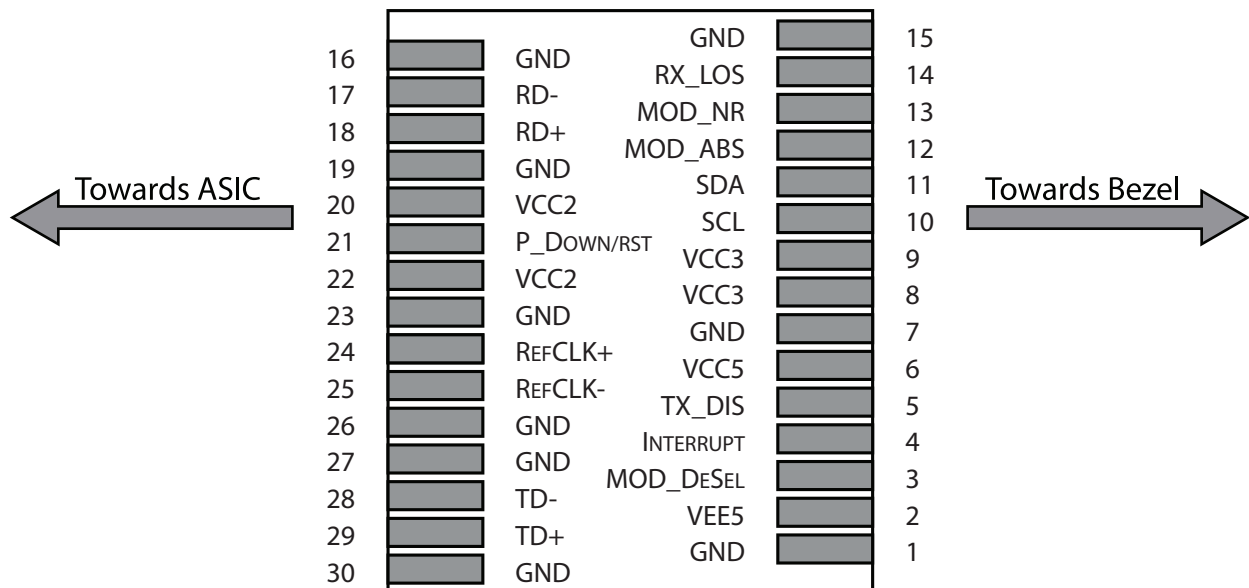 GND 15
16 GND
RX_LOS 14
17 RD-
MOD_NR 13
18 RD+
MOD_ABS 12
19 GND
SDA 11
Towards ASIC
Towards Bezel
20 VCC2
SCL 10
21 P_DOWN/RST
VCC3 9
22 VCC2
VCC3 8
23 GND
GND 7
24 REFCLK+
VCC5 6
25 REFCLK-
TX_DIS 5
26 GND
INTERRUPT 4
27 GND
MOD_DESEL 3
28 TD-
VEE5 2
29 TD+
GND 1
30 GND